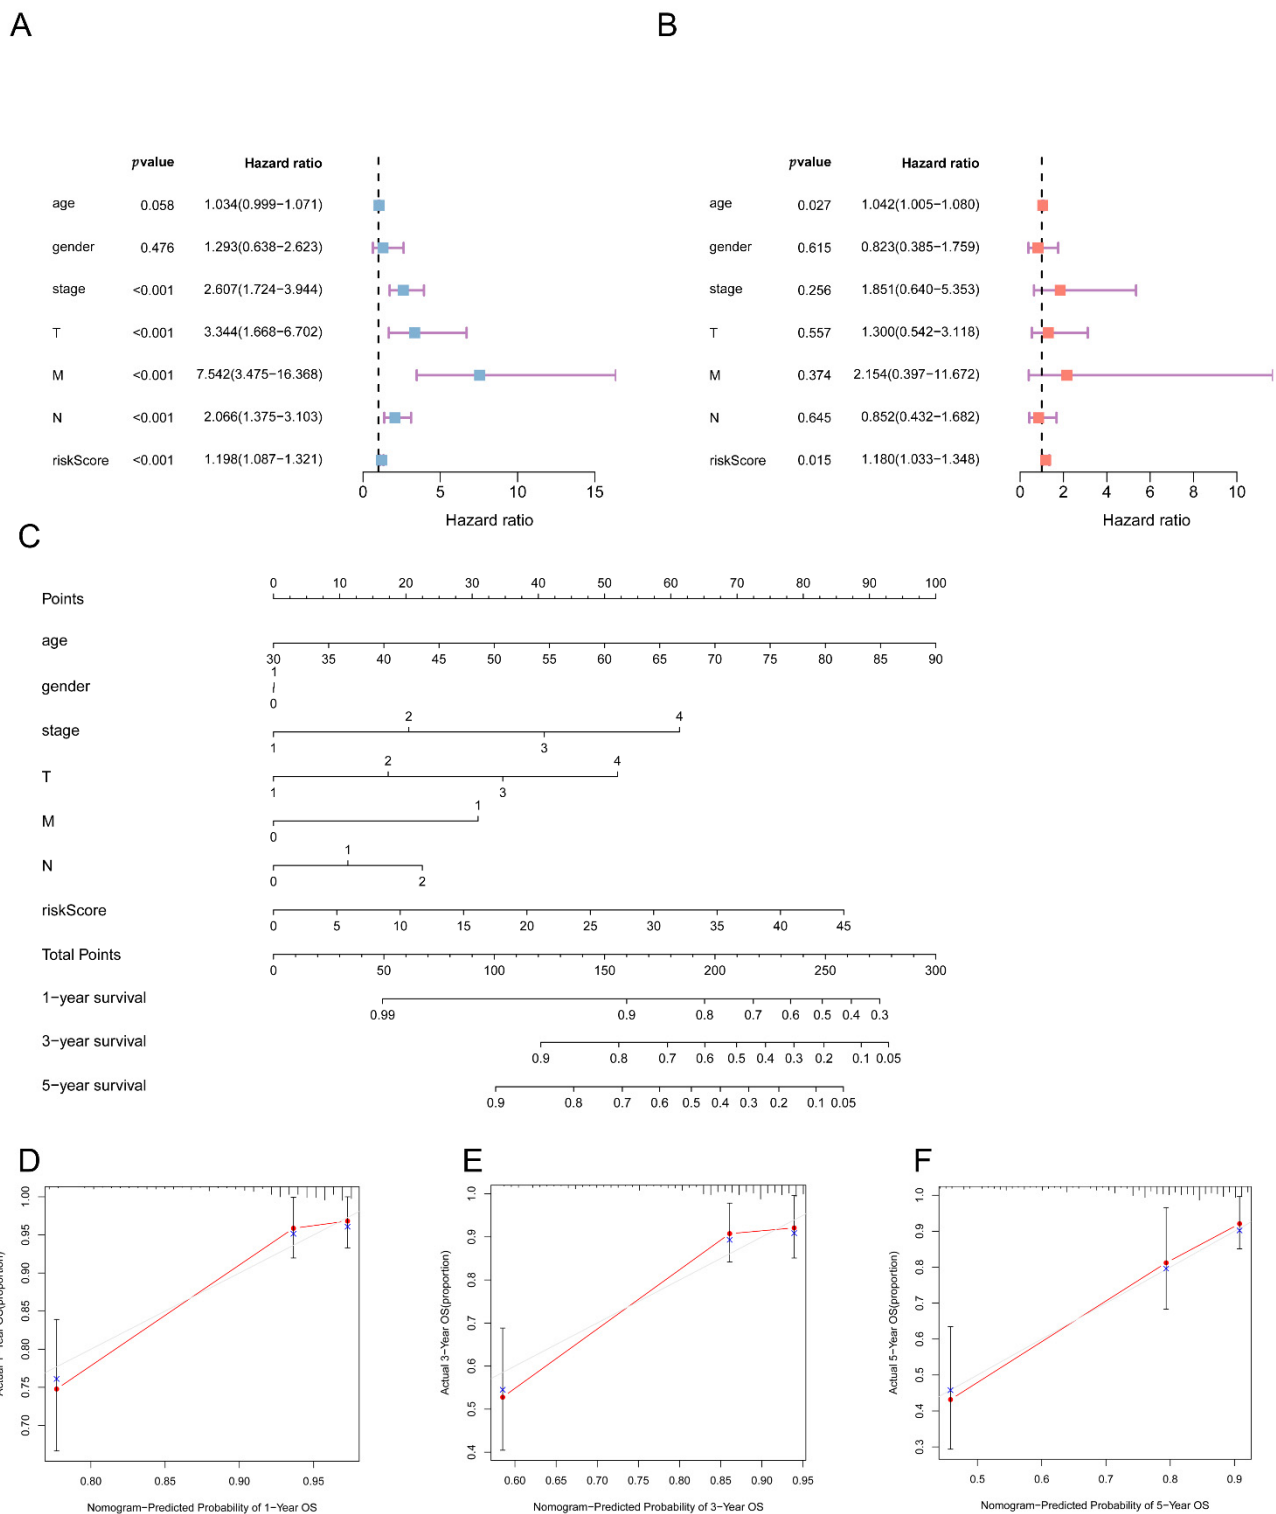 A
B
pvalue Hazard ratio
age 0.058 1.034(0.999−1.071)
gender 0.476 1.293(0.638−2.623)
stage <0.001 2.607(1.724−3.944)
T <0.001 3.344(1.668−6.702)
M <0.001 7.542(3.475−16.368)
N <0.001 2.066(1.375−3.103)
riskScore <0.001 1.198(1.087−1.321)
0 5 10 15
Hazard ratio
pvalue Hazard ratio
age 0.027 1.042(1.005−1.080)
gender 0.615 0.823(0.385−1.759)
stage 0.256 1.851(0.640−5.353)
T 0.557 1.300(0.542−3.118)
M 0.374 2.154(0.397−11.672)
N 0.645 0.852(0.432−1.682)
riskScore 0.015 1.180(1.033−1.348)
0 2 4 6 8 10
Hazard ratio
C
0 10 20 30 40 50 60 70 80 90 100
Points
age
30 35 40 45 50 55 60 65 70 75 80 85 90
1
gender
0
2 4
stage
1 3
2 4
T
1 3
1
M
0
1
N
0 2
riskScore
0 5 10 15 20 25 30 35 40 45
Total Points
0 50 100 150 200 250 300
1−year survival
0.99 0.9 0.8 0.7 0.6 0.5 0.4 0.3
3−year survival
0.9 0.8 0.7 0.6 0.5 0.4 0.3 0.2 0.1 0.05
5−year survival
0.9 0.8 0.7 0.6 0.5 0.4 0.3 0.2 0.1 0.05
D
Actual 1−Year OS(proportion)
1.00
0.95
0.90
0.85
0.80
0.75
0.70
0.80 0.85 0.90 0.95
Nomogram−Predicted Probability of 1−Year OS
E
Actual 3−Year OS(proportion)
1.0
0.9
0.8
0.7
0.6
0.5
0.4
0.60 0.65 0.70 0.75 0.80 0.85 0.90 0.95
Nomogram−Predicted Probability of 3−Year OS
F
Actual 5−Year OS(proportion)
1.0
0.9
0.8
0.7
0.6
0.5
0.4
0.3
0.5 0.6 0.7 0.8 0.9
Nomogram−Predicted Probability of 5−Year OS